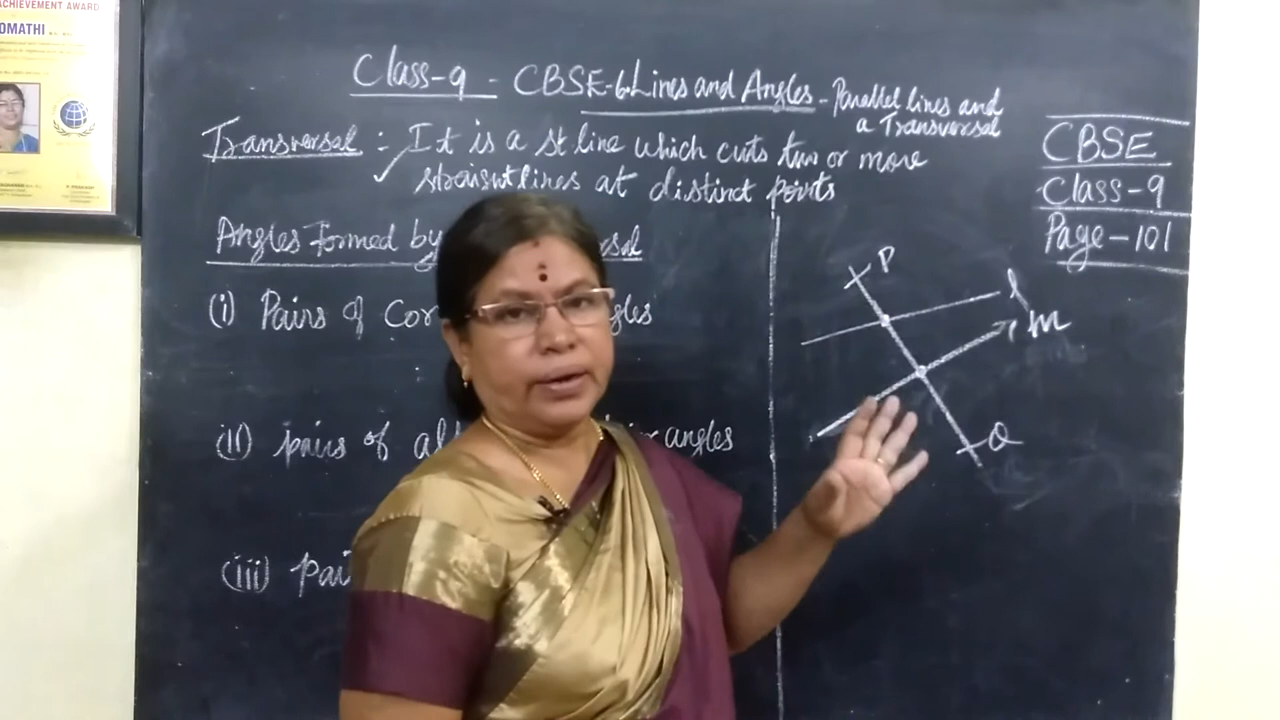 ACHIEVEMENT AWARD
OMATHI
Class-9 - CBSE-6.Lines and Angles - Parallel lines and
a Transversal
Transversal : It is a st line which cuts two or more
straisnt lines at distinct points
CBSE
Class-9
Page-101
Angles Formed by sal
(i) Pairs of Cor gles
(ii) pairs of al angles
(iii) Pai
P
l
m
Q